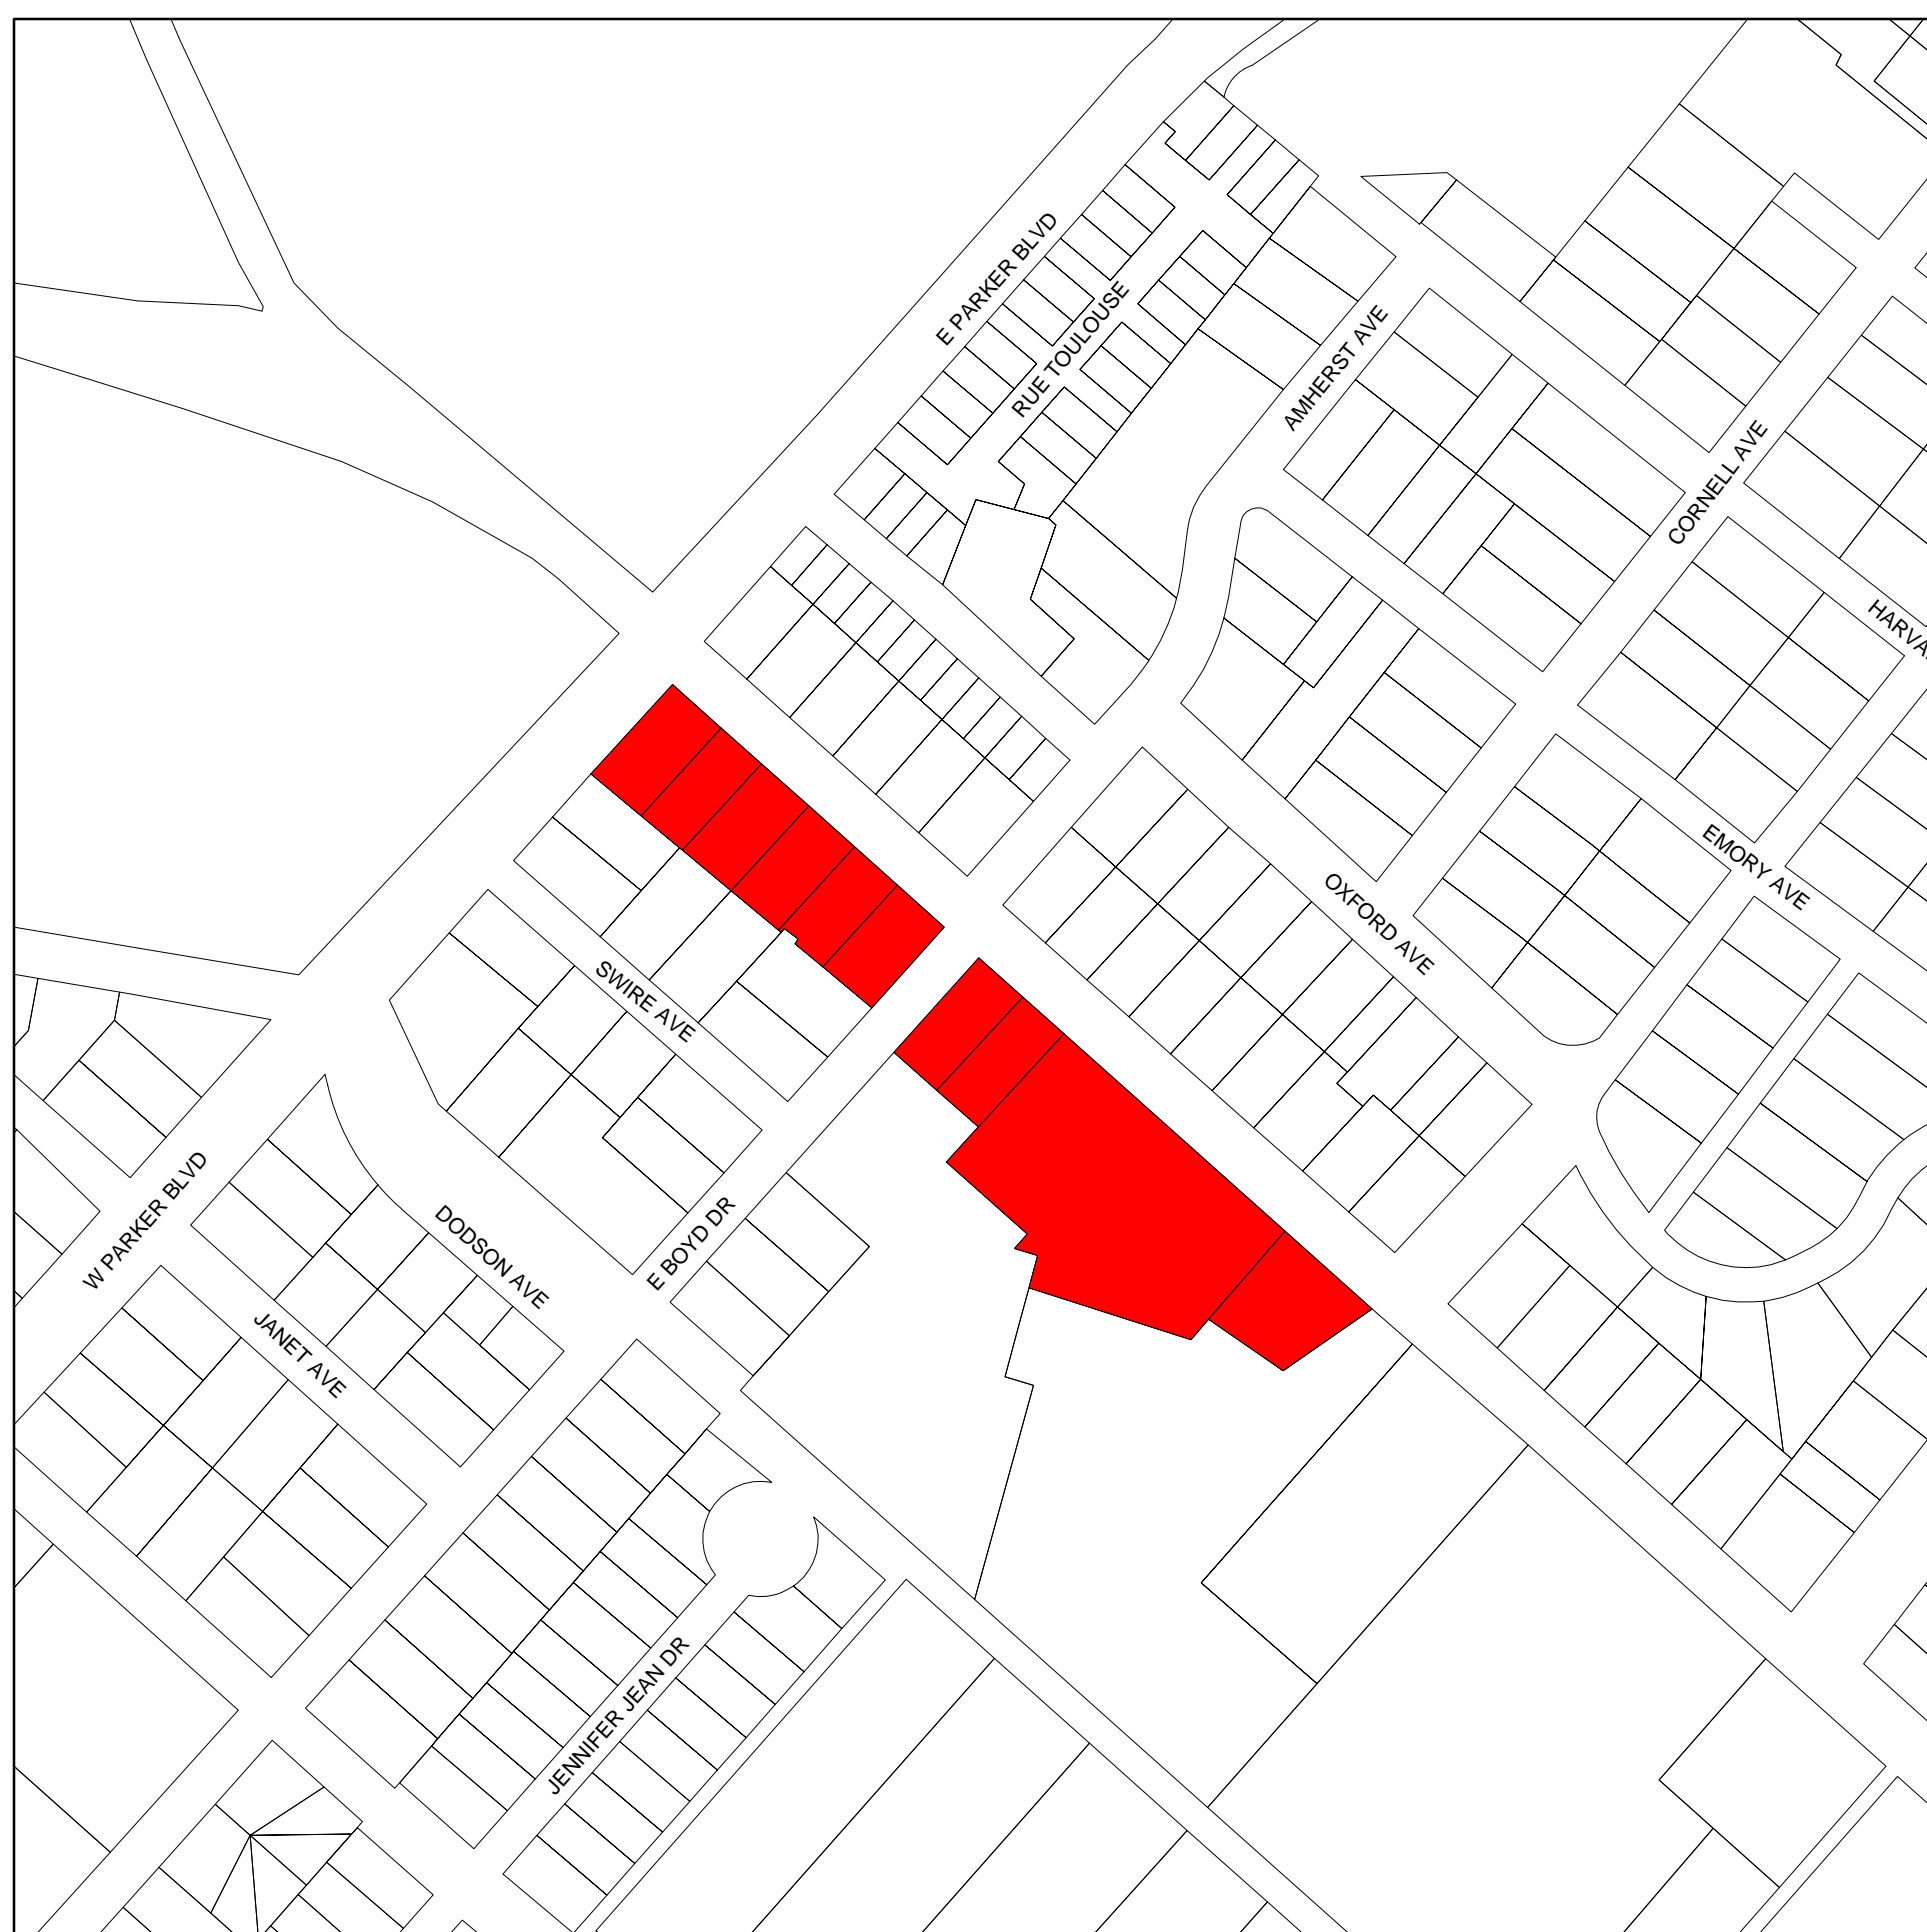 E PARKER BLVD
RUE TOULOUSE
AMHERST AVE
CORNELL AVE
EMORY AVE
OXFORD AVE
SWIRE AVE
W PARKER BLVD
DODSON AVE
E BOYD DR
JANET AVE
JENNIFER JEAN DR